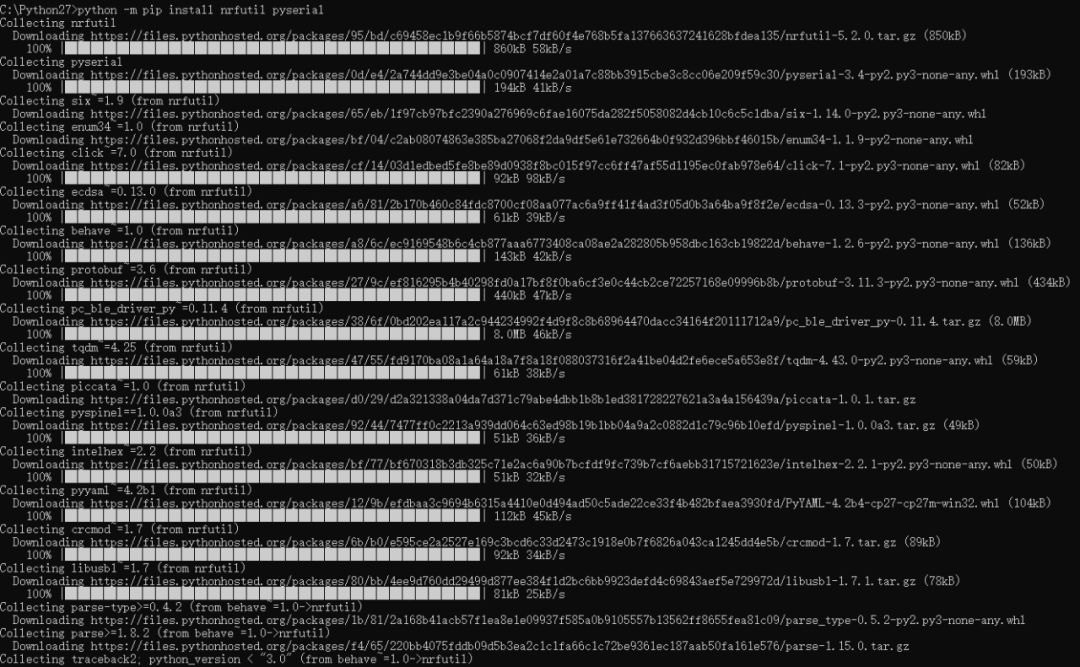 C:\Python27>python -m pip install nrfutil pyserial
Collecting nrfutil
Downloading https://files.pythonhosted.org/packages/95/bd/c69458ec1b9f66b5874bcf7df60f4e768b5fa137663637241628bfdea135/nrfutil-5.2.0.tar.gz (850kB)
100% | | 860kB 58kB/s
Collecting pyserial
Downloading https://files.pythonhosted.org/packages/0d/e4/2a744dd9e3be04a0c0907414e2a01a7c88bb3915cbe3c8cc06e209f59c30/pyserial-3.4-py2.py3-none-any.whl (193kB)
100% | | 194kB 41kB/s
Collecting six~=1.9 (from nrfutil)
Downloading https://files.pythonhosted.org/packages/65/eb/1f97cb97bfc2390a276969c6fae16075da282f5058082d4cb10c6c5c1dba/six-1.14.0-py2.py3-none-any.whl
Collecting enum34~=1.0 (from nrfutil)
Downloading https://files.pythonhosted.org/packages/bf/04/c2ab08074863e385ba27068f2da9df5e61e732664b0f932d396bbf46015b/enum34-1.1.9-py2-none-any.whl
Collecting click~=7.0 (from nrfutil)
Downloading https://files.pythonhosted.org/packages/cf/14/03d1edbed5fe8be89d0938f8bc015f97cc6ff47af55d1195ec0fab978e64/click-7.1-py2.py3-none-any.whl (82kB)
100% | | 92kB 98kB/s
Collecting ecdsa~=0.13.0 (from nrfutil)
Downloading https://files.pythonhosted.org/packages/a6/81/2b170b460c84fdc8700cf08aa077ac6a9ff41f4ad3f05d0b3a64ba9f8f2e/ecdsa-0.13.3-py2.py3-none-any.whl (52kB)
100% | | 61kB 39kB/s
Collecting behave~=1.0 (from nrfutil)
Downloading https://files.pythonhosted.org/packages/a8/6c/ec9169548b6c4cb877aaa6773408ca08ae2a282805b958dbc163cb19822d/behave-1.2.6-py2.py3-none-any.whl (136kB)
100% | | 143kB 42kB/s
Collecting protobuf~=3.6 (from nrfutil)
Downloading https://files.pythonhosted.org/packages/27/9c/ef816295b4b40298fd0a17bf8f0ba6cf3e0c44cb2ce72257168e09996b8b/protobuf-3.11.3-py2.py3-none-any.whl (434kB)
100% | | 440kB 47kB/s
Collecting pc_ble_driver_py~=0.11.4 (from nrfutil)
Downloading https://files.pythonhosted.org/packages/38/6f/0bd202ea117a2c944234992f4d9f8c8b68964470dacc34164f20111712a9/pc_ble_driver_py-0.11.4.tar.gz (8.0MB)
100% | | 8.0MB 46kB/s
Collecting tqdm~=4.25 (from nrfutil)
Downloading https://files.pythonhosted.org/packages/47/55/fd9170ba08a1a64a18a7f8a18f088037316f2a41be04d2fe6ece5a653e8f/tqdm-4.43.0-py2.py3-none-any.whl (59kB)
100% | | 61kB 38kB/s
Collecting piccata~=1.0 (from nrfutil)
Downloading https://files.pythonhosted.org/packages/d0/29/d2a321338a04da7d371c79abe4dbb1b8b1ed381728227621a3a4a156439a/piccata-1.0.1.tar.gz
Collecting pyspinel==1.0.0a3 (from nrfutil)
Downloading https://files.pythonhosted.org/packages/92/44/7477ff0c2213a939dd064c63ed98b19b1bb04a9a2c0882d1c79c96b10efd/pyspinel-1.0.0a3.tar.gz (49kB)
100% | | 51kB 36kB/s
Collecting intelhex~=2.2 (from nrfutil)
Downloading https://files.pythonhosted.org/packages/bf/77/bf670318b3db325c71e2ac6a90b7bcfdf9fc739b7cf6aebb31715721623e/intelhex-2.2.1-py2.py3-none-any.whl (50kB)
100% | | 51kB 32kB/s
Collecting pyyaml~=4.2b1 (from nrfutil)
Downloading https://files.pythonhosted.org/packages/12/9b/efdbaa3c9694b6315a4410e0d494ad50c5ade22ce33f4b482bfaea3930fd/PyYAML-4.2b4-cp27-cp27m-win32.whl (104kB)
100% | | 112kB 45kB/s
Collecting crcmod~=1.7 (from nrfutil)
Downloading https://files.pythonhosted.org/packages/6b/b0/e595ce2a2527e169c3bcd6c33d2473c1918e0b7f6826a043ca1245dd4e5b/crcmod-1.7.tar.gz (89kB)
100% | | 92kB 34kB/s
Collecting libusb1~=1.7 (from nrfutil)
Downloading https://files.pythonhosted.org/packages/80/bb/4ee9d760dd29499d877ee384f1d2bc6bb9923defd4c69843aef5e729972d/libusb1-1.7.1.tar.gz (78kB)
100% | | 81kB 25kB/s
Collecting parse-type>=0.4.2 (from behave~=1.0->nrfutil)
Downloading https://files.pythonhosted.org/packages/1b/81/2a168b41acb57f1ea8e1e09937f585a0b9105557b13562ff8655fea81c09/parse_type-0.5.2-py2.py3-none-any.whl
Collecting parse>=1.8.2 (from behave~=1.0->nrfutil)
Downloading https://files.pythonhosted.org/packages/f4/65/220bb4075fddb09d5b3ea2c1c1fa66c1c72be9361ec187aab50fa161e576/parse-1.15.0.tar.gz
Collecting traceback2; python_version < "3.0" (from behave~=1.0->nrfutil)